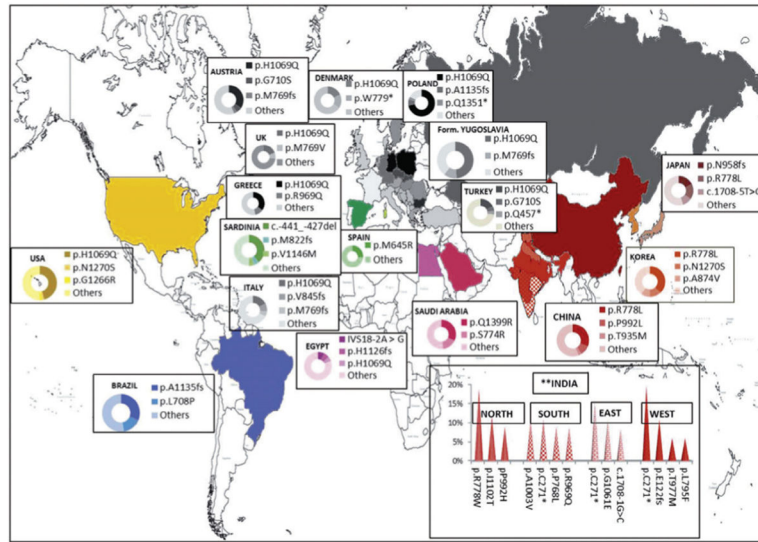 AUSTRIA
p.H1069Q
p.G710S
p.M769fs
Others
DENMARK
p.H1069Q
p.W779*
Others
POLAND
p.H1069Q
p.A1135fs
p.Q1351*
Others
UK
p.H1069Q
p.M769V
Others
Form. YUGOSLAVIA
p.H1069Q
p.M769fs
Others
JAPAN
p.N958fs
p.R778L
c.1708-5T>G
Others
GREECE
p.H1069Q
p.R969Q
Others
TURKEY
p.H1069Q
p.G710S
p.Q457*
Others
SARDINIA
c.-441_-427del
p.M822fs
p.V1146M
Others
SPAIN
p.M645R
Others
USA
p.H1069Q
p.N1270S
p.G1266R
Others
KOREA
p.R778L
p.N1270S
p.A874V
Others
ITALY
p.H1069Q
p.V845fs
p.M769fs
Others
SAUDI ARABIA
p.Q1399R
p.S774R
Others
CHINA
p.R778L
p.P992L
p.T935M
Others
EGYPT
IVS18-2A > G
p.H1126fs
p.H1069Q
Others
BRAZIL
p.A1135fs
p.L708P
Others
**INDIA
20%
15%
10%
5%
0%
NORTH
SOUTH
EAST
WEST
p.R778W
p.I1102T
pP992H
p.A1003V
p.C271*
p.P768L
p.R969Q
p.C271*
p.G1061E
c.1708-1G>C
p.C271*
p.E122fs
p.T977M
p.L795F